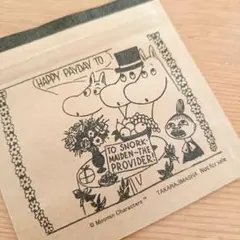 HAPPY PAYDAY TO
TO SNORK-
MAIDEN—THE
PROVIDER!
© Moomin Characters™
TAKARAJIMASHA Not for sale